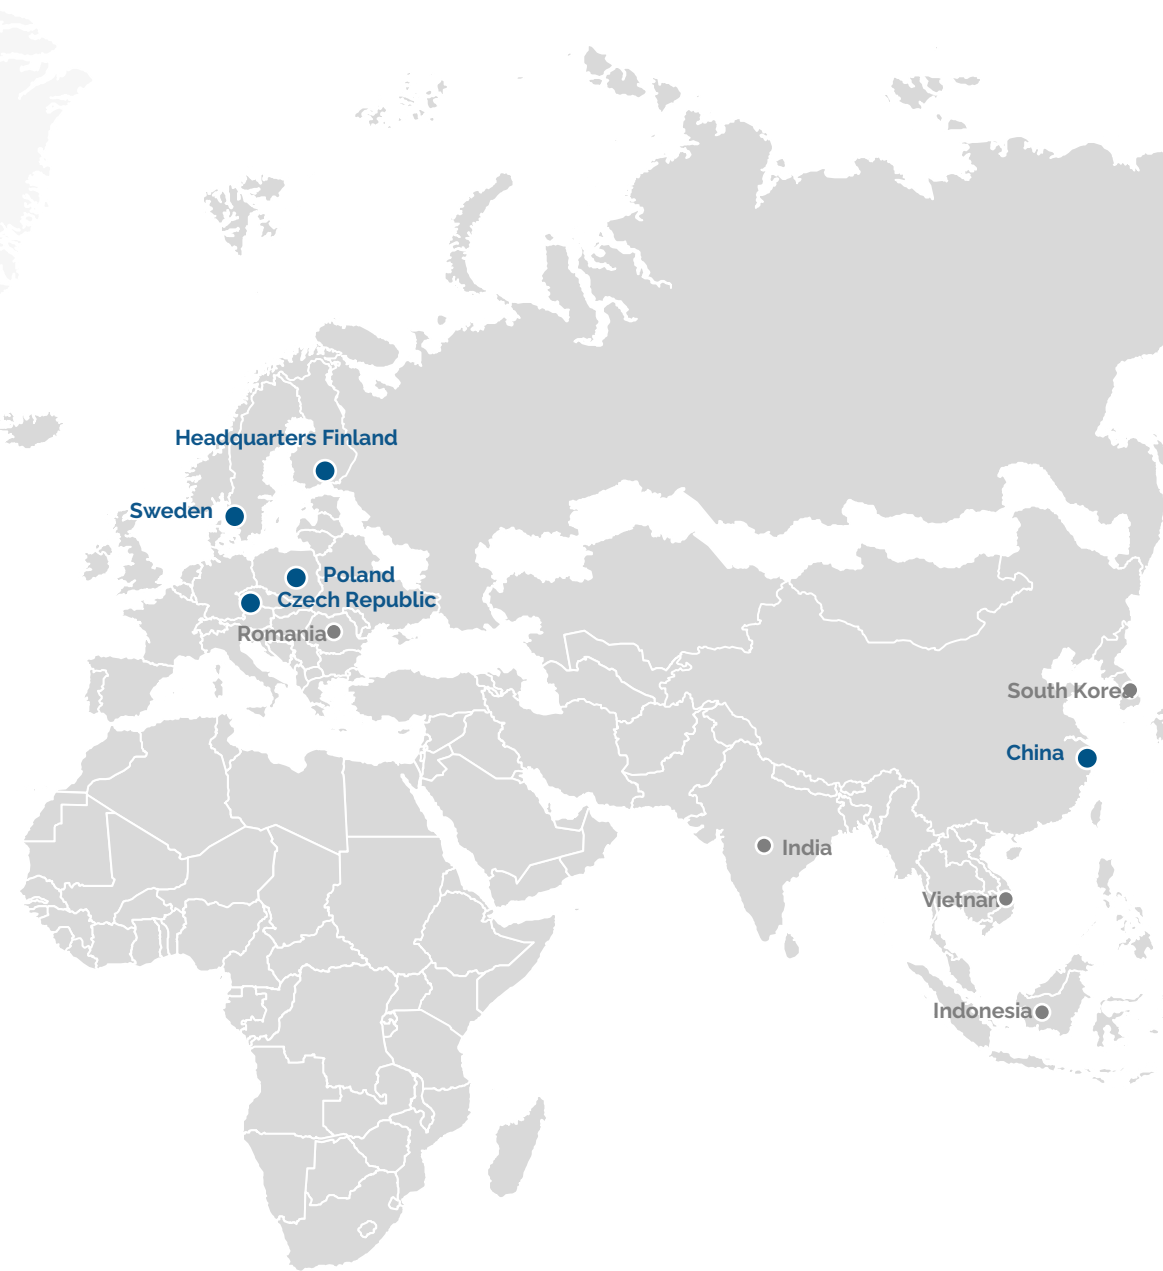 Headquarters Finland
Sweden
Poland
Czech Republic
Romania
South Korea
China
India
Vietnam
Indonesia